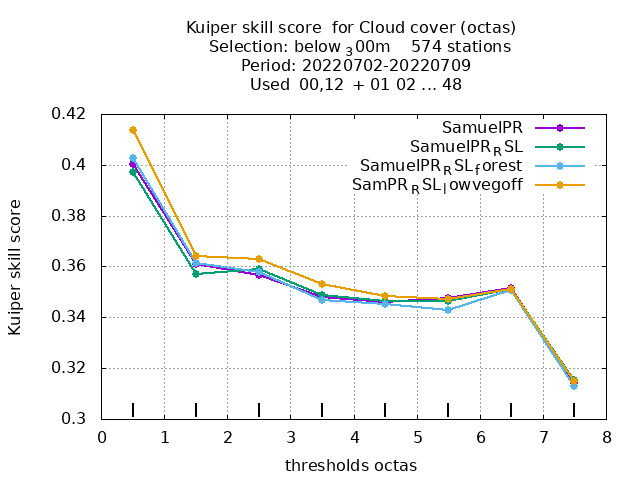 Kuiper skill score  for Cloud cover (octas)
Selection: below ₃00m    574 stations
Period: 20220702-20220709
Used  00,12  + 01 02 ... 48
SamuelPR
SamuelPR_RSL
SamuelPR_RSL_forest
SamPR_RSL_lowvegoff
0.42
0.4
0.38
0.36
0.34
0.32
0.3
Kuiper skill score
0 1 2 3 4 5 6 7 8
thresholds octas